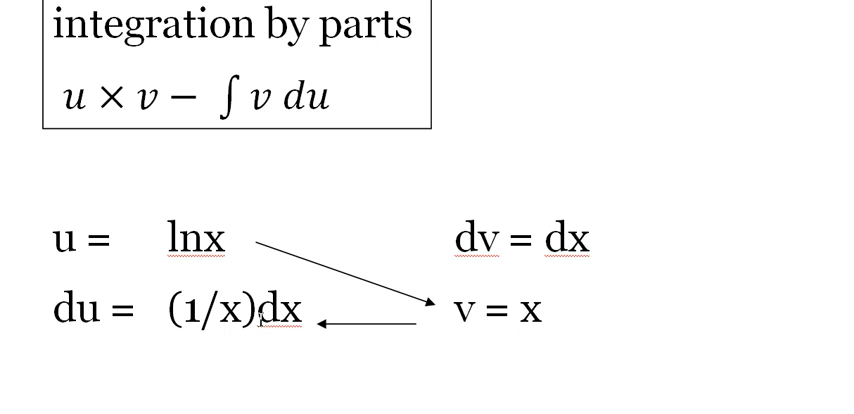 integration by parts
u × v − ∫ v du
u = lnx dv = dx
du = (1/x)dx v = x